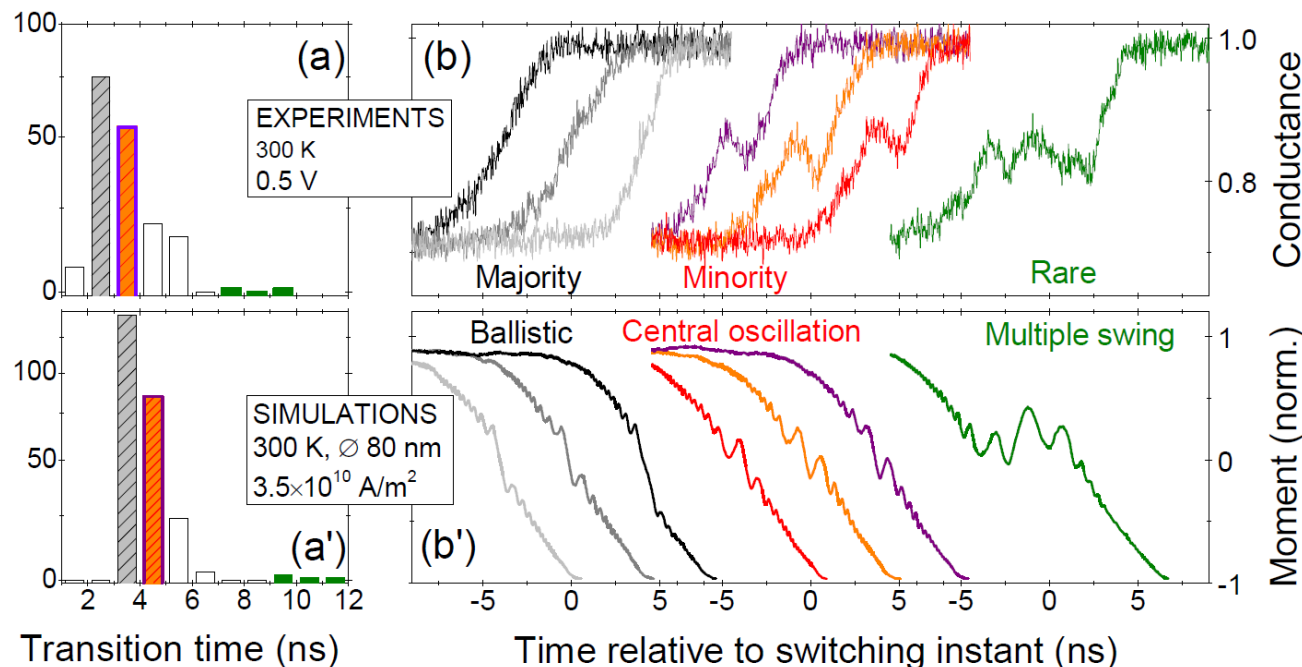 100
50
0
(a)
EXPERIMENTS
300 K
0.5 V
(b)
Majority
Minority
Rare
1.0
0.8
Conductance
100
50
0
SIMULATIONS
300 K, ∅ 80 nm
3.5×10¹⁰ A/m²
(a')
(b')
Ballistic
Central oscillation
Multiple swing
1
0
-1
Moment (norm.)
2 4 6 8 10 12
-5 0 5 -5 0 5 -5 0 5
Transition time (ns)
Time relative to switching instant (ns)